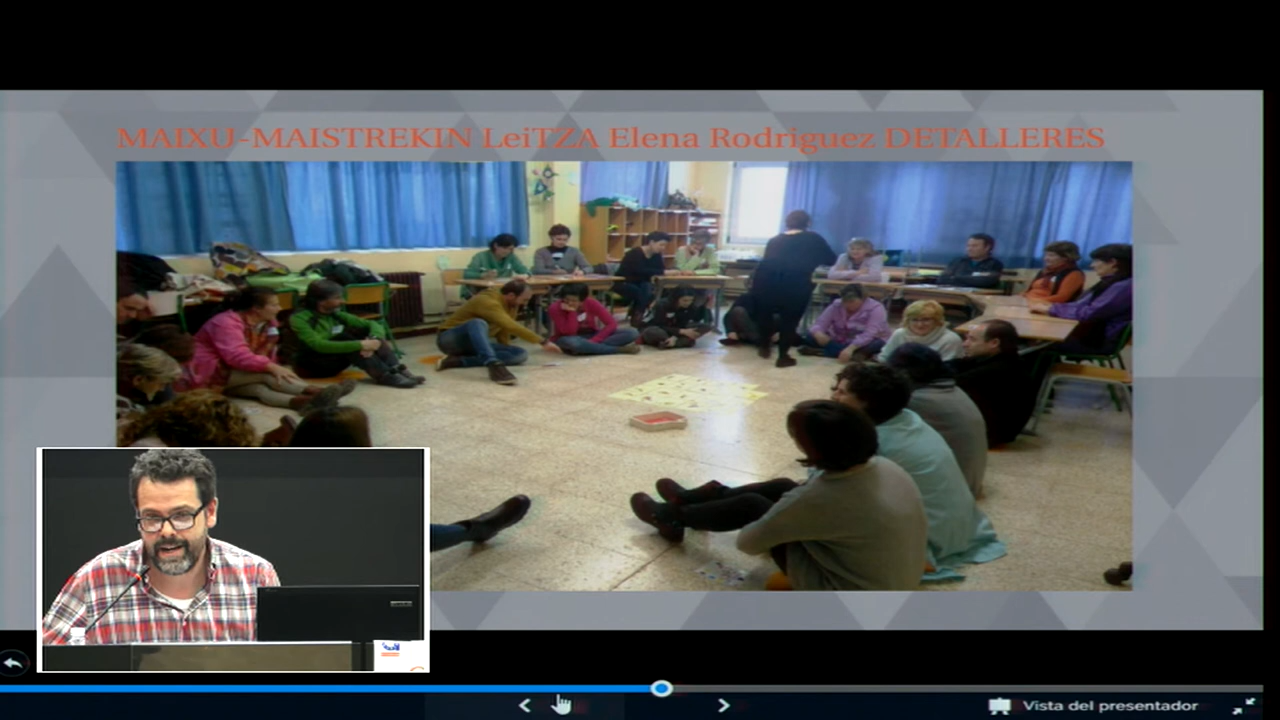 MAIXU-MAISTREKIN LeiTZA Elena Rodriguez DETALLERES
Vista del presentador